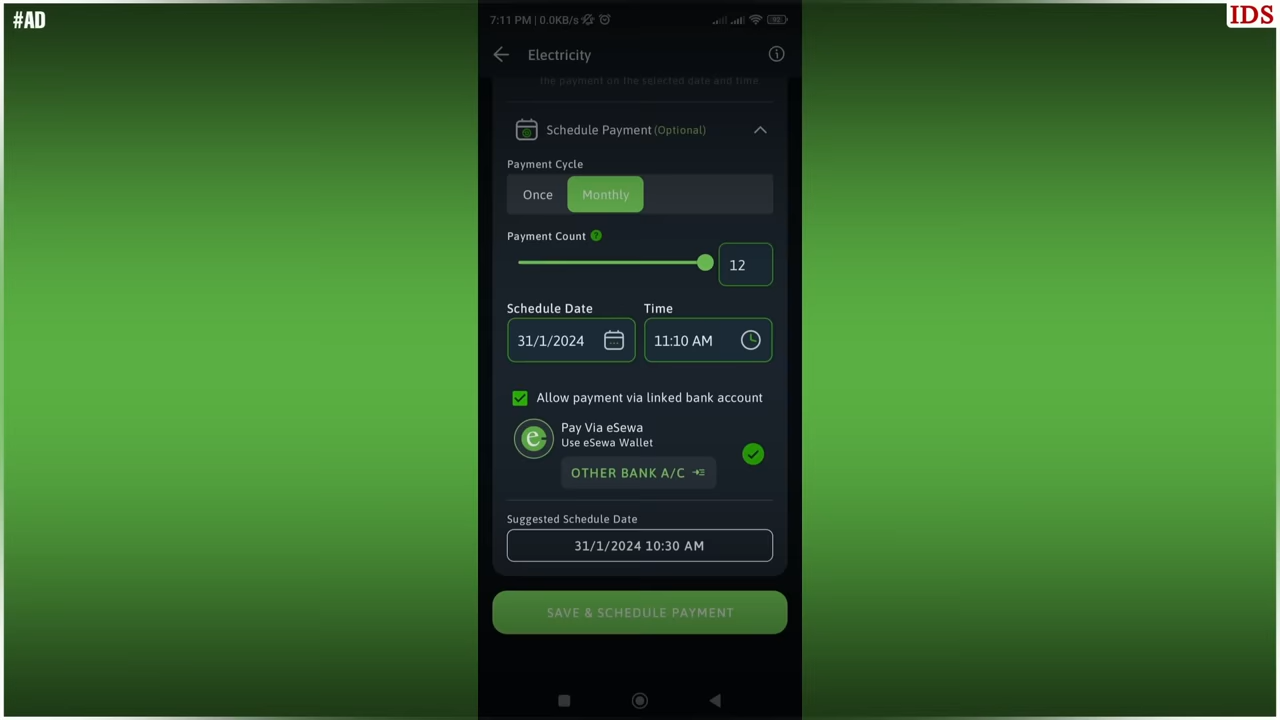 #AD
IDS
7:11 PM | 0.0KB/s
92
Electricity
the payment on the selected date and time
Schedule Payment (Optional)
Payment Cycle
Once Monthly
Payment Count ?
12
Schedule Date Time
31/1/2024 11:10 AM
Allow payment via linked bank account
Pay Via eSewa
Use eSewa Wallet
OTHER BANK A/C
Suggested Schedule Date
31/1/2024 10:30 AM
SAVE & SCHEDULE PAYMENT